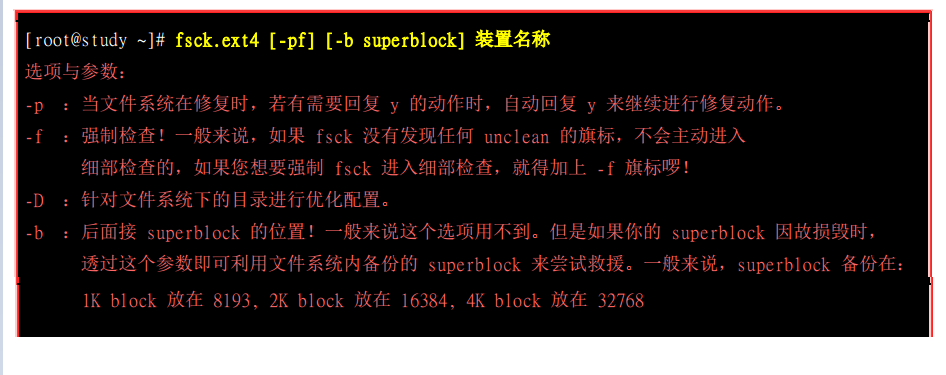 [root@study ~]# fsck.ext4 [-pf] [-b superblock] 装置名称
选项与参数：
-p ：当文件系统在修复时，若有需要回复 y 的动作时，自动回复 y 来继续进行修复动作。
-f ：强制检查！一般来说，如果 fsck 没有发现任何 unclean 的旗标，不会主动进入
细部检查的，如果您想要强制 fsck 进入细部检查，就得加上 -f 旗标啰！
-D ：针对文件系统下的目录进行优化配置。
-b ：后面接 superblock 的位置！一般来说这个选项用不到。但是如果你的 superblock 因故损毁时，
透过这个参数即可利用文件系统内备份的 superblock 来尝试救援。一般来说，superblock 备份在：
1K block 放在 8193, 2K block 放在 16384, 4K block 放在 32768